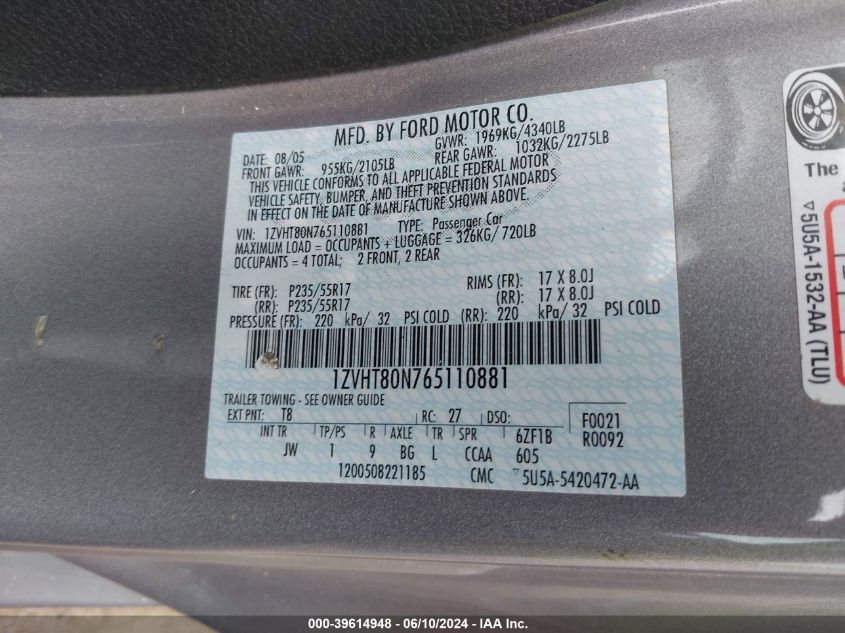 MFD. BY FORD MOTOR CO.
DATE: 08/05 GVWR: 1969KG/4340LB
FRONT GAWR: 955KG/2105LB REAR GAWR: 1032KG/2275LB
THIS VEHICLE CONFORMS TO ALL APPLICABLE FEDERAL MOTOR
VEHICLE SAFETY, BUMPER, AND THEFT PREVENTION STANDARDS
IN EFFECT ON THE DATE OF MANUFACTURE SHOWN ABOVE.
VIN: 1ZVHT80N765110881 TYPE: Passenger Car
MAXIMUM LOAD = OCCUPANTS + LUGGAGE = 326KG/ 720LB
OCCUPANTS = 4 TOTAL; 2 FRONT, 2 REAR
TIRE (FR): P235/55R17 RIMS (FR): 17 X 8.0J
(RR): P235/55R17 (RR): 17 X 8.0J
PRESSURE (FR): 220 kPa/ 32 PSI COLD (RR): 220 kPa/ 32 PSI COLD
1ZVHT80N765110881
TRAILER TOWING - SEE OWNER GUIDE
EXT PNT: T8 RC: 27 DSO: F0021
INT TR TP/PS R AXLE TR SPR 6ZF1B R0092
JW 1 9 BG L CCAA 605
1200508221185 CMC ▽5U5A-5420472-AA
The
▽5U5A-1532-AA (TLU)
000-39614948 - 06/10/2024 - IAA Inc.